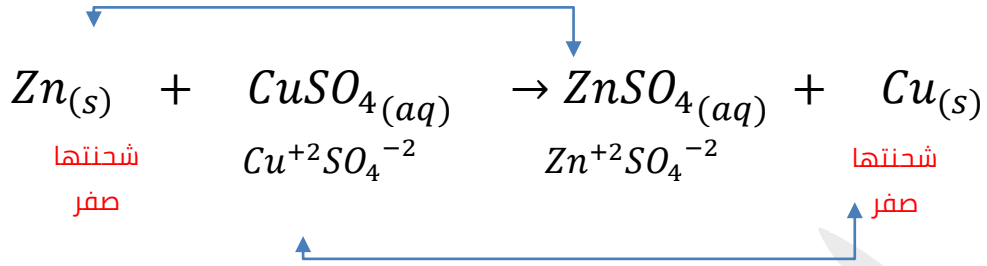 Zn(s) + CuSO₄(aq) → ZnSO₄(aq) + Cu(s)
شحنتها Cu⁺²SO₄⁻² Zn⁺²SO₄⁻² شحنتها
صفر صفر